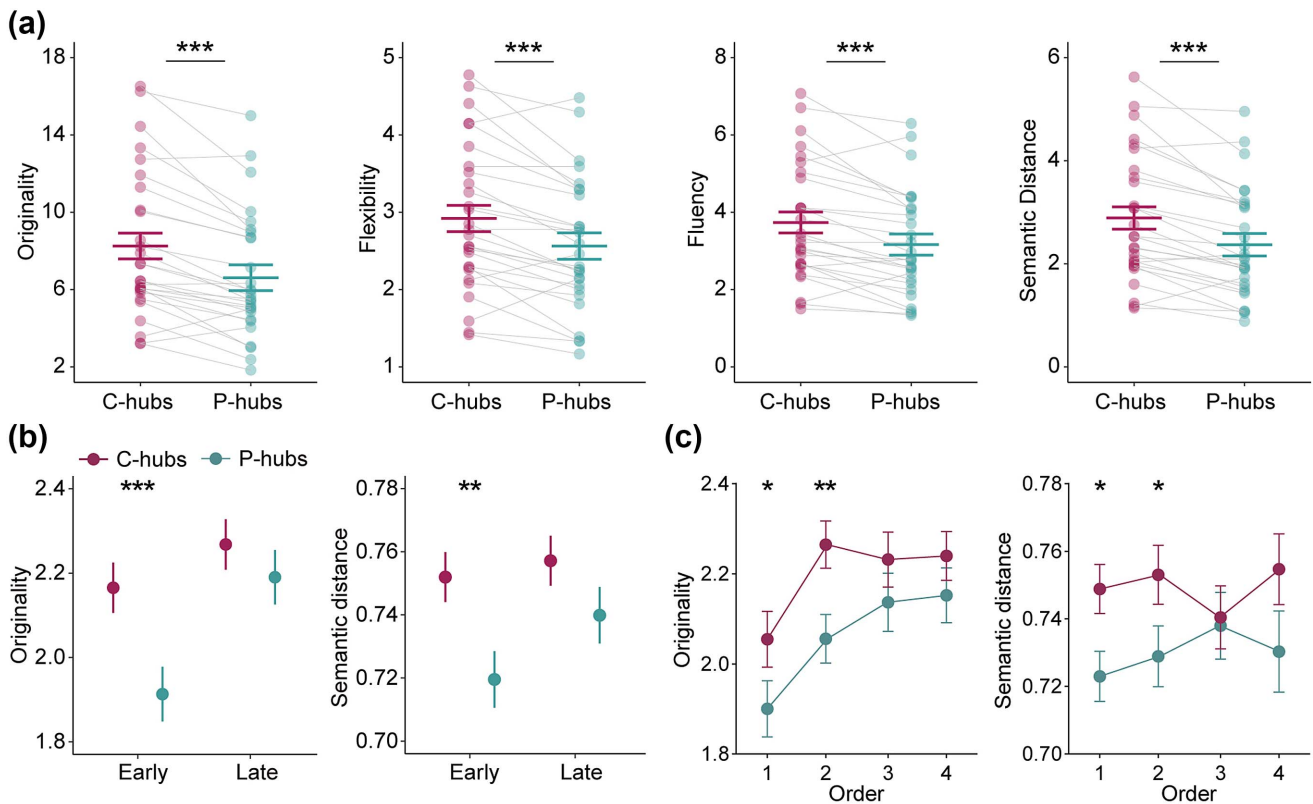 (a)
***
Originality
18
14
10
6
2
C-hubs P-hubs
***
Flexibility
5
4
3
2
1
C-hubs P-hubs
***
Fluency
8
6
4
2
0
C-hubs P-hubs
***
Semantic Distance
6
4
2
0
C-hubs P-hubs
(b)
C-hubs P-hubs
***
Originality
2.4
2.2
2.0
1.8
Early Late
**
Semantic distance
0.78
0.76
0.74
0.72
0.70
Early Late
(c)
* **
Originality
2.4
2.2
2.0
1.8
1 2 3 4
Order
* *
Semantic distance
0.78
0.76
0.74
0.72
0.70
1 2 3 4
Order